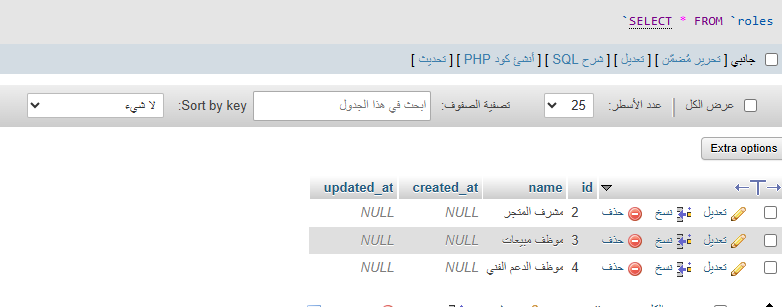 SELECT * FROM `roles`
جانبي [ تحرير مُضمّن ] [ تعديل ] [ شرح SQL ] [ أنشئ كود PHP ] [ تحديث ]
عرض الكل عدد الأسطر: 25 تصفية الصفوف: ابحث في هذا الجدول Sort by key: لا شيء
Extra options
id name created_at updated_at
تعديل نسخ حذف 2 مشرف المتجر NULL NULL
تعديل نسخ حذف 3 موظف مبيعات NULL NULL
تعديل نسخ حذف 4 موظف الدعم الفني NULL NULL